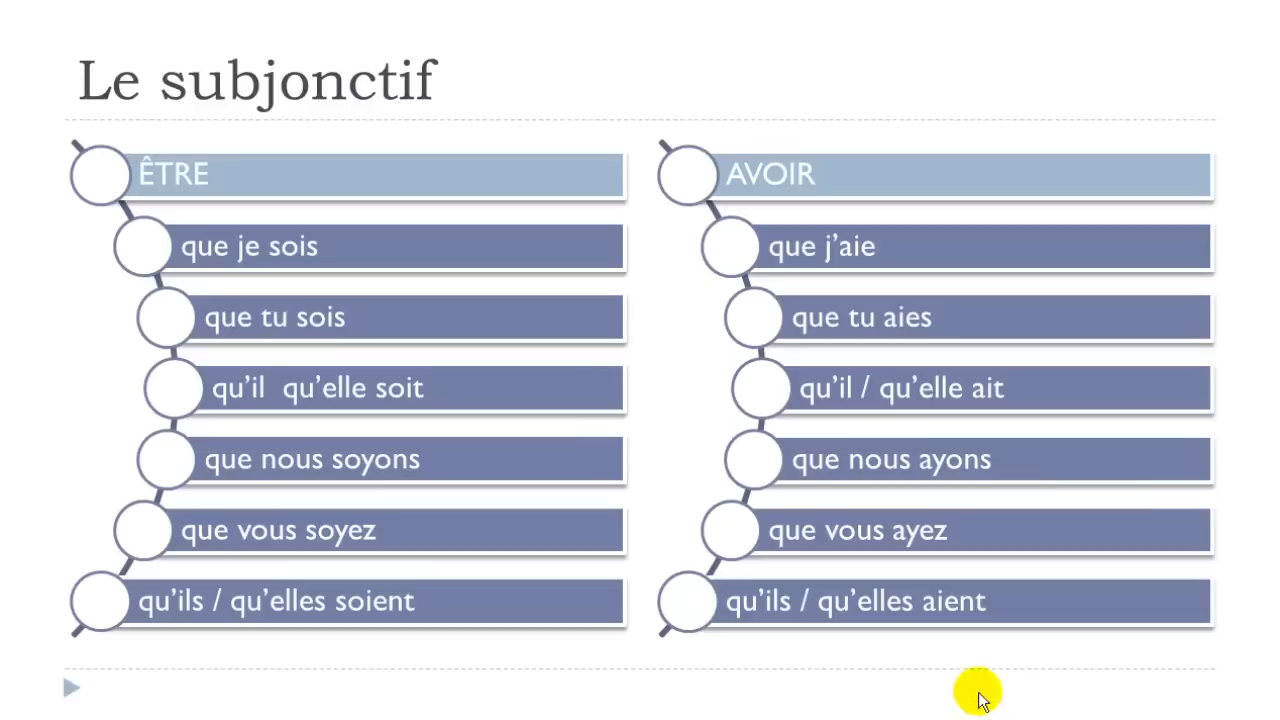 Le subjonctif
ÊTRE
que je sois
que tu sois
qu’il  qu’elle soit
que nous soyons
que vous soyez
qu’ils / qu’elles soient
AVOIR
que j’aie
que tu aies
qu’il / qu’elle ait
que nous ayons
que vous ayez
qu’ils / qu’elles aient